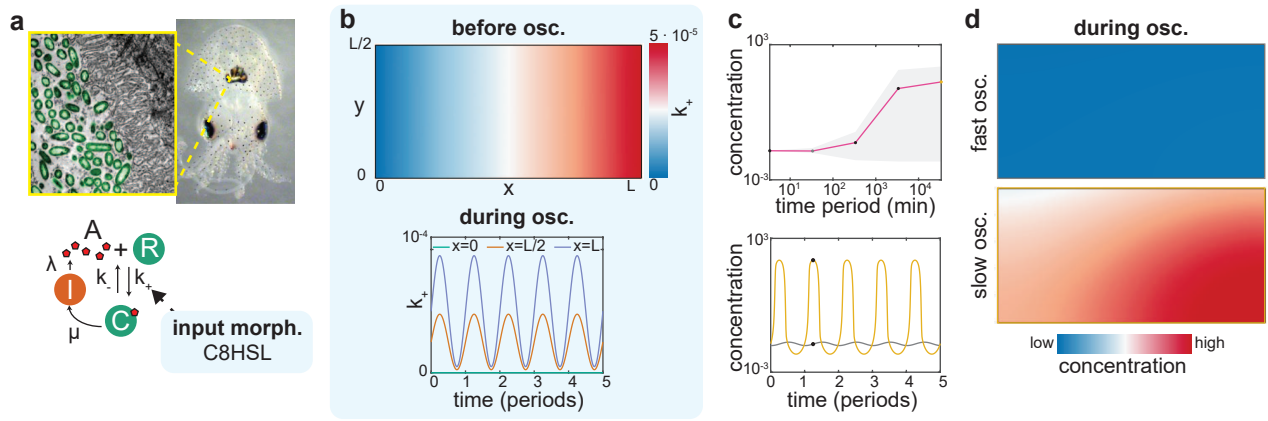 a
A
+
R
λ
k-
k+
I
C
μ
input morph.
C8HSL
b
before osc.
L/2
y
0
0
x
L
5 · 10⁻⁵
k+
0
during osc.
10⁻⁴
x=0
x=L/2
x=L
k+
0
0 1 2 3 4 5
time (periods)
c
10³
concentration
10⁻³
10¹ 10² 10³ 10⁴
time period (min)
10³
concentration
10⁻³
0 1 2 3 4 5
time (periods)
d
during osc.
fast osc.
slow osc.
low
high
concentration